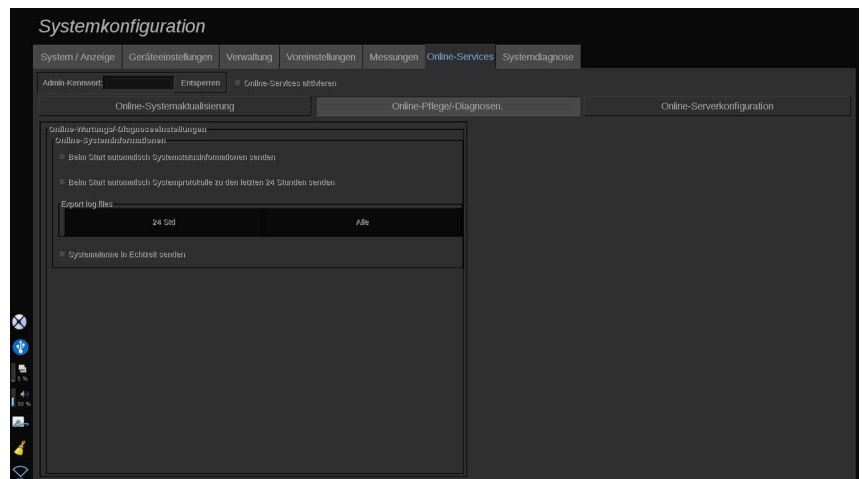 Systemkonfiguration
System / Anzeige Geräteeinstellungen Verwaltung Voreinstellungen Messungen Online-Services Systemdiagnose
Admin-Kennwort: Entsperren Online-Services aktivieren
Online-Systemaktualisierung Online-Pflege/-Diagnosen. Online-Serverkonfiguration
Online-Wartungs/-Diagnoseeinstellungen
Online-Systeminformationen
Beim Start automatisch Systemstatusinformationen senden
Beim Start automatisch Systemprotokolle zu den letzten 24 Stunden senden
Export log files
24 Std Alle
Systemalarme in Echtzeit senden
5 %
50 %